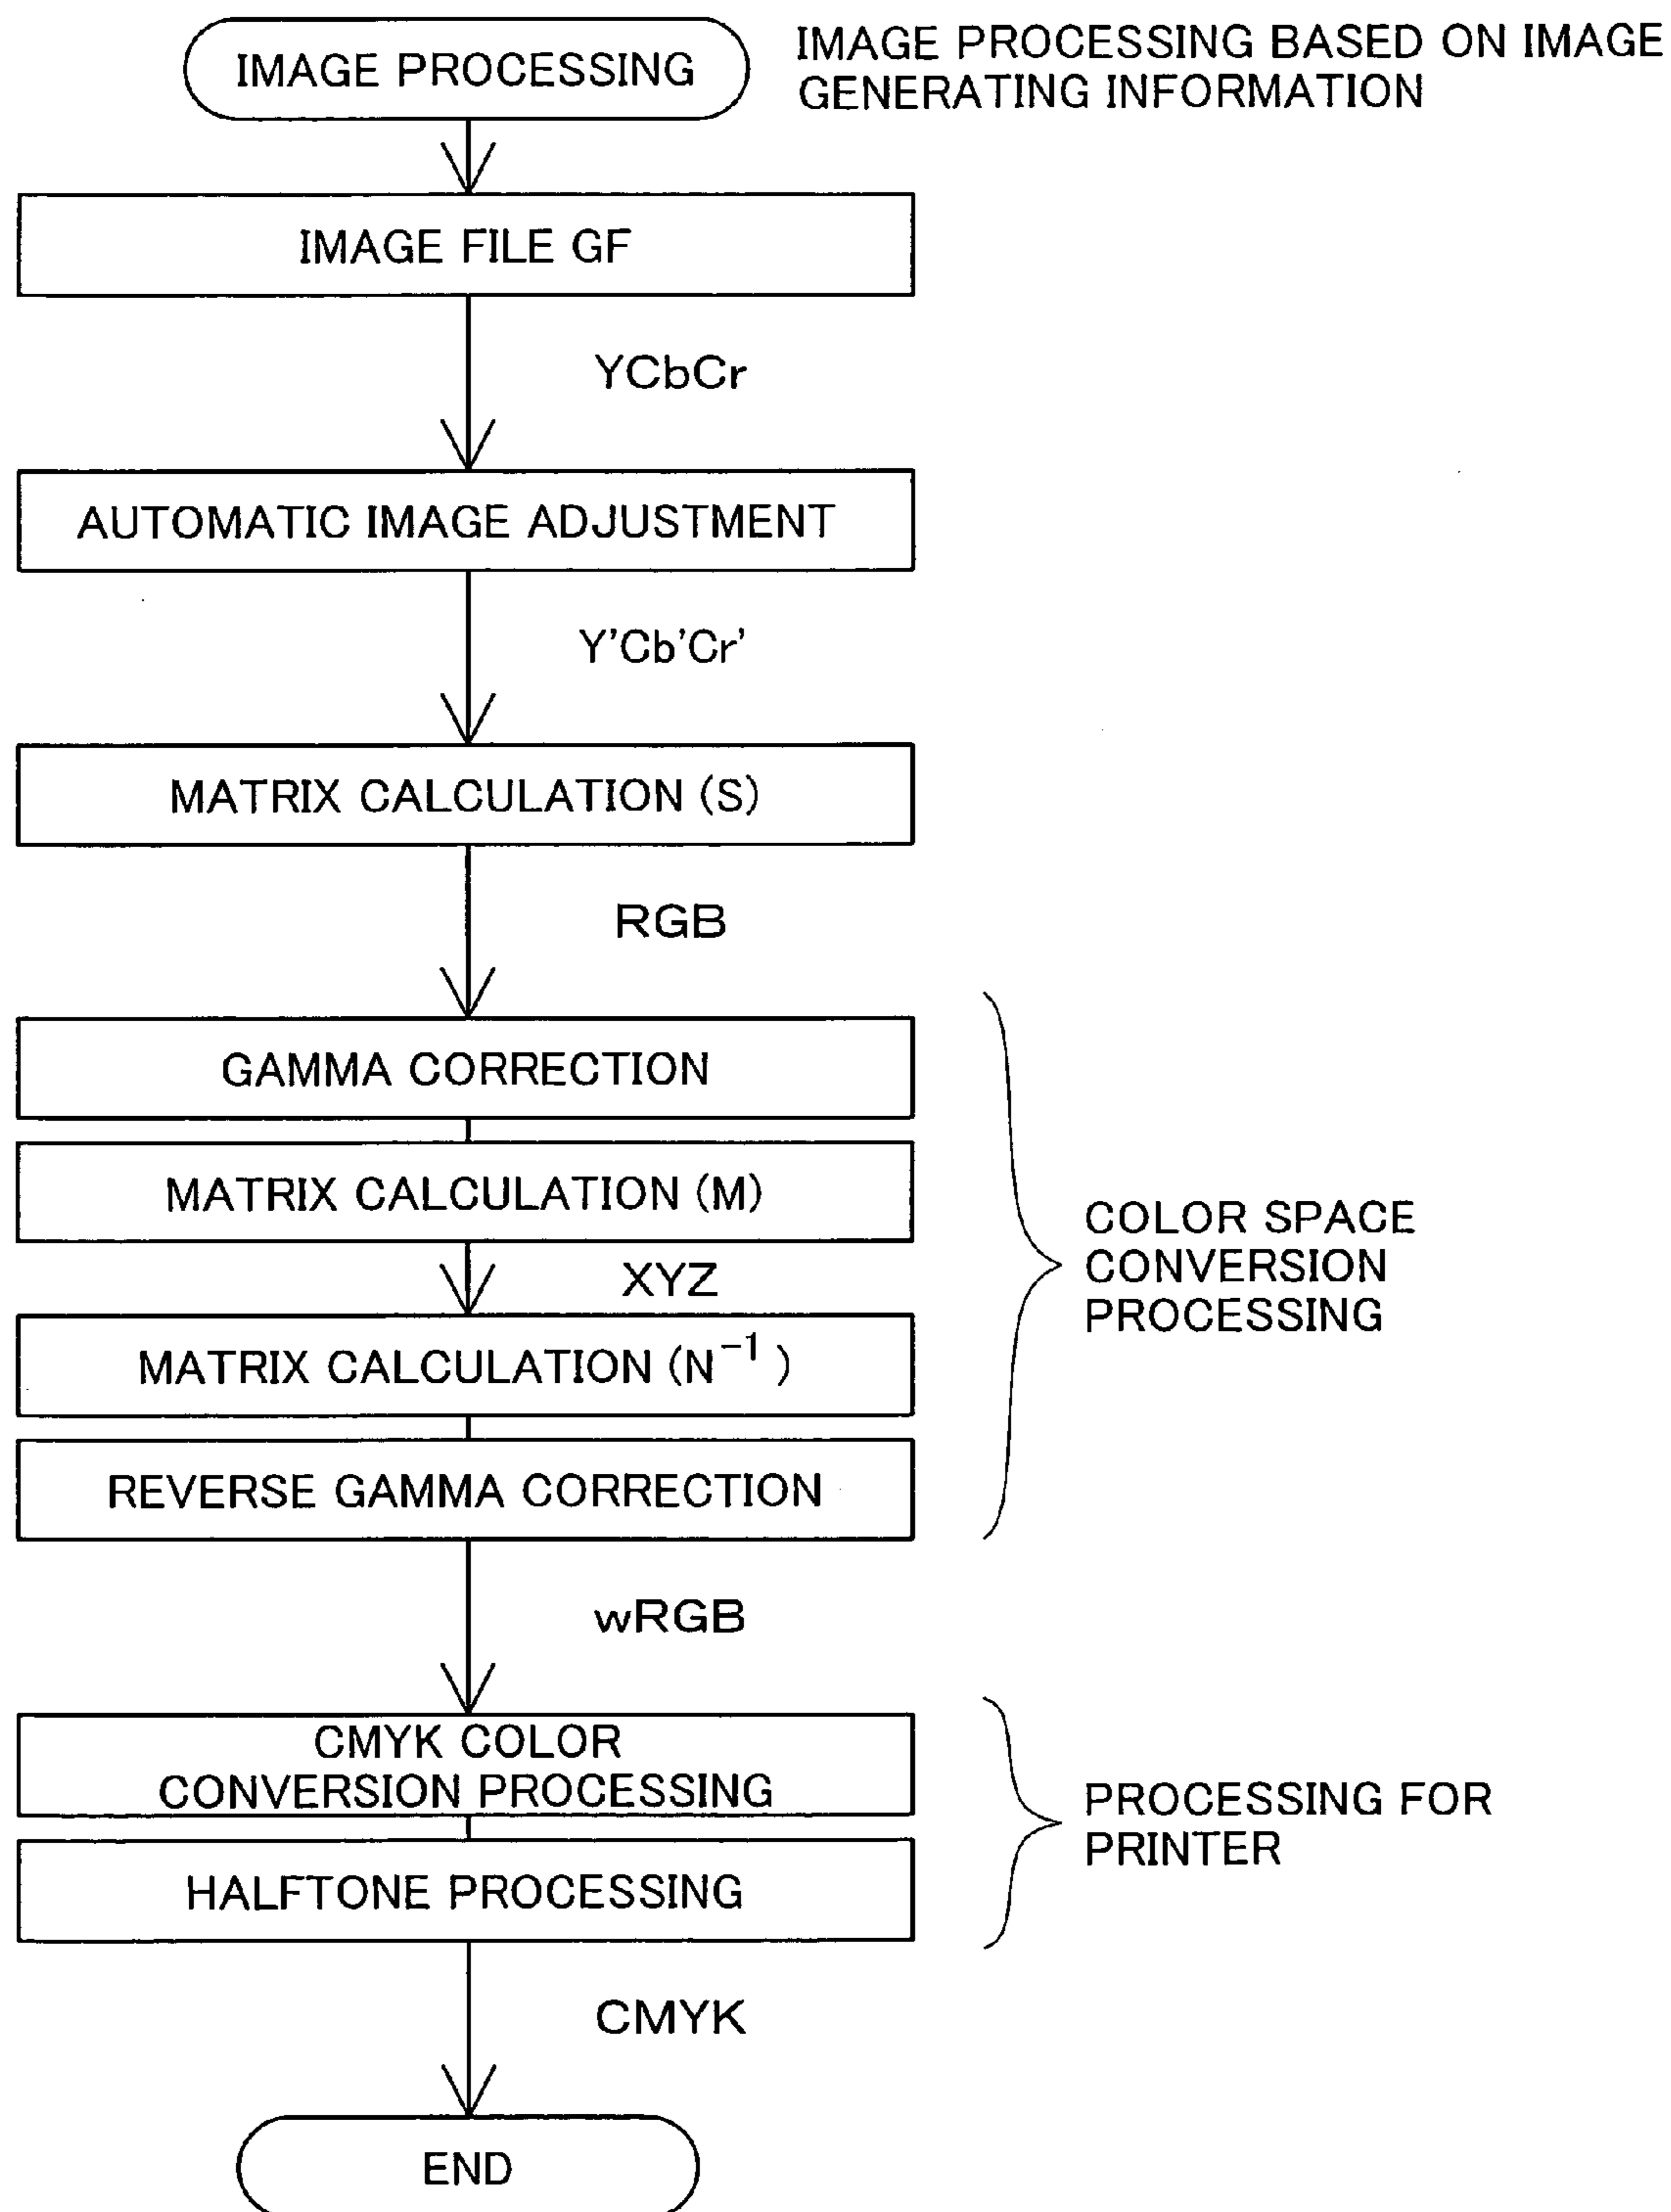 IMAGE PROCESSING
IMAGE PROCESSING BASED ON IMAGE
GENERATING INFORMATION
IMAGE FILE GF
YCbCr
AUTOMATIC IMAGE ADJUSTMENT
Y'Cb'Cr'
MATRIX CALCULATION (S)
RGB
GAMMA CORRECTION
MATRIX CALCULATION (M)
XYZ
MATRIX CALCULATION (N⁻¹)
REVERSE GAMMA CORRECTION
COLOR SPACE
CONVERSION
PROCESSING
wRGB
CMYK COLOR
CONVERSION PROCESSING
HALFTONE PROCESSING
PROCESSING FOR
PRINTER
CMYK
END